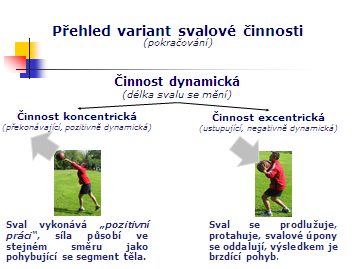 Přehled variant svalové činnosti
(pokračování)
Činnost dynamická
(délka svalu se mění)
Činnost koncentrická
(překonávající, pozitivně dynamická)
Činnost excentrická
(ustupující, negativně dynamická)
Sval vykonává „pozitivní
práci“, síla působí ve
stejném směru jako
pohybující se segment těla.
Sval se prodlužuje,
protahuje, svalové úpony
se oddalují, výsledkem je
brzdící pohyb.